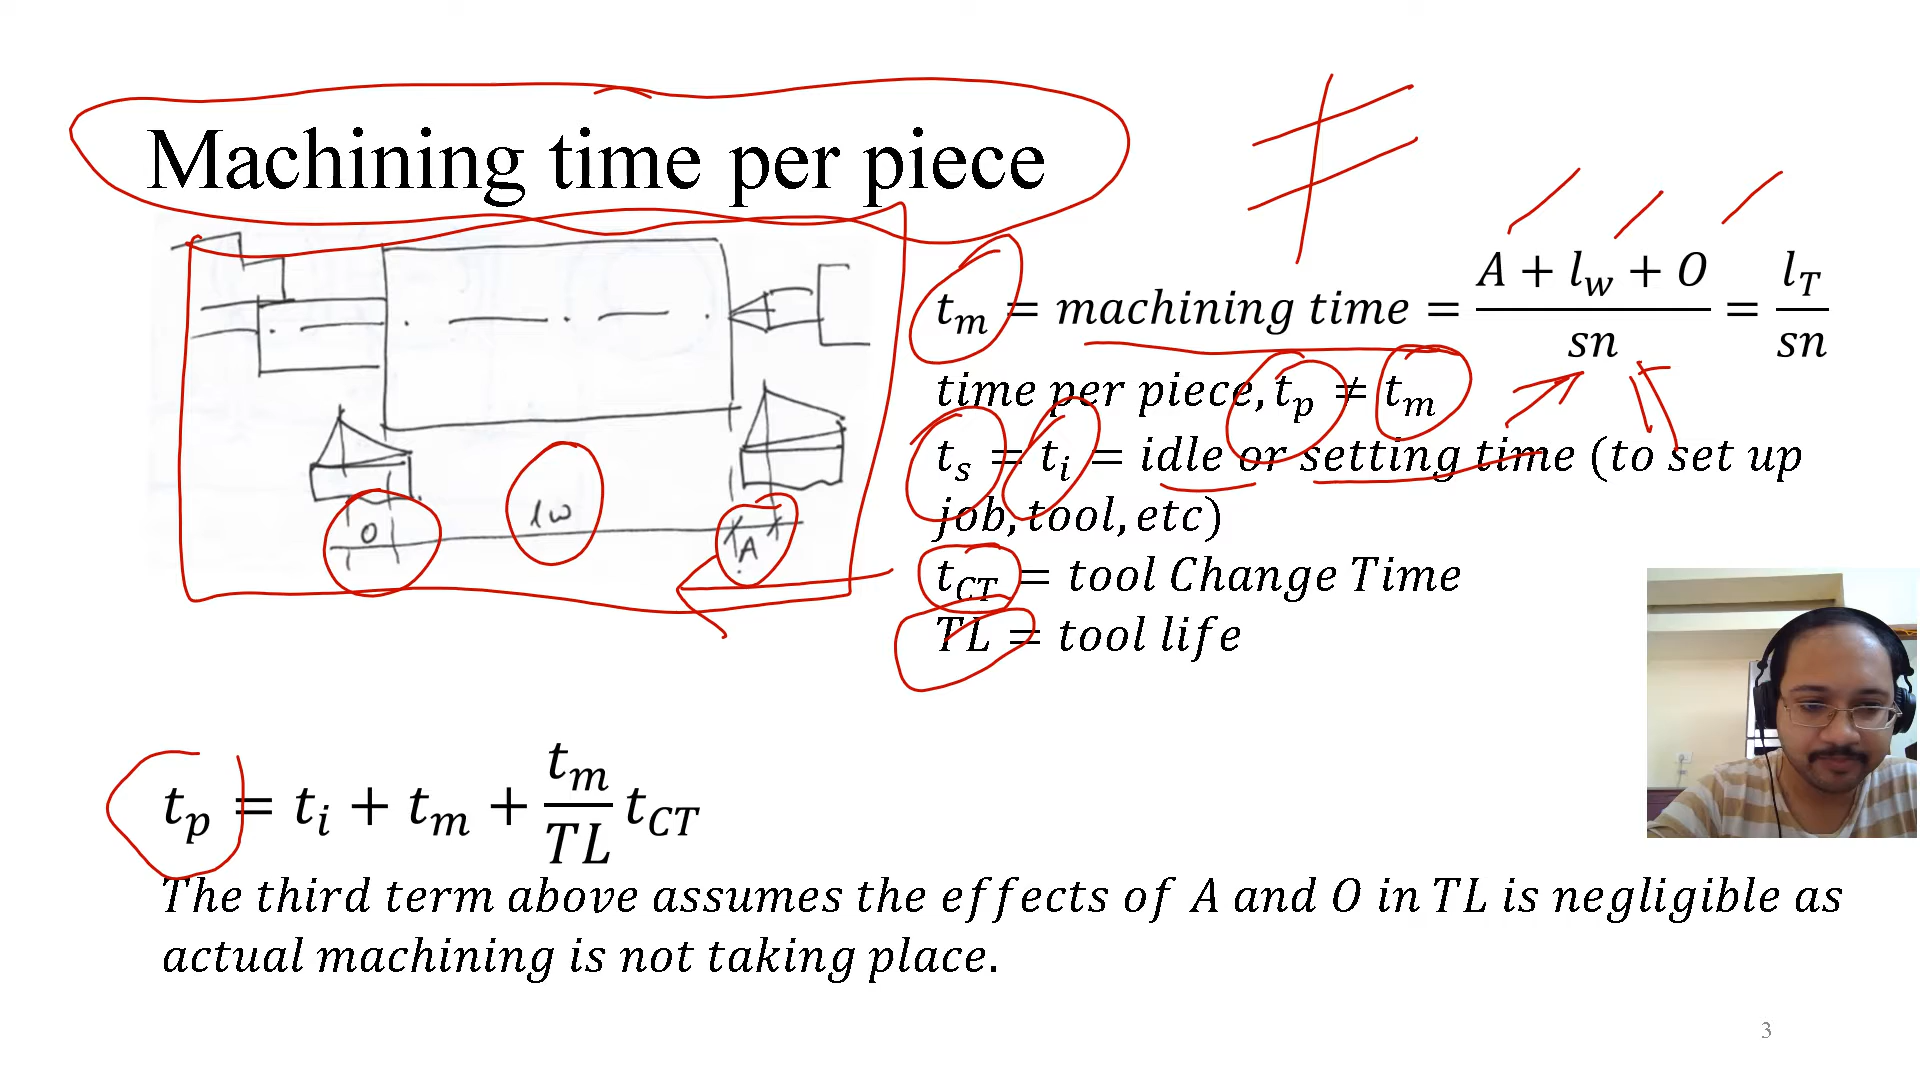 Machining time per piece
O
lw
A
t_m = machining time = (A + l_w + O)/(sn) = l_T/(sn)
time per piece, t_p ≠ t_m
t_s = t_i = idle or setting time (to set up
job, tool, etc)
t_CT = tool Change Time
TL = tool life
t_p = t_i + t_m + (t_m/TL) t_CT
The third term above assumes the effects of A and O in TL is negligible as
actual machining is not taking place.
3